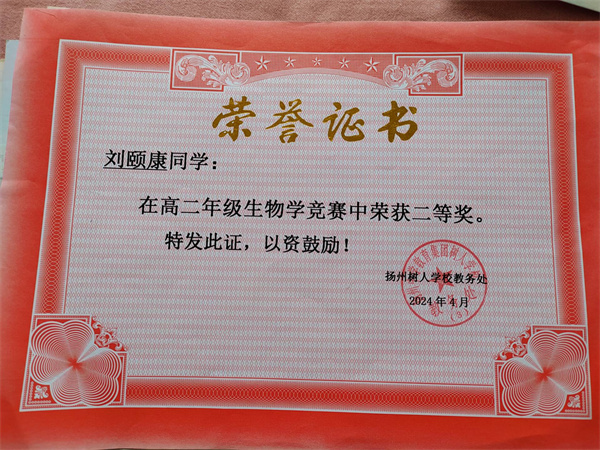 荣誉证书
刘颐康同学：
在高二年级生物学竞赛中荣获二等奖。
特发此证，以资鼓励！
扬州树人学校教务处
2024年4月